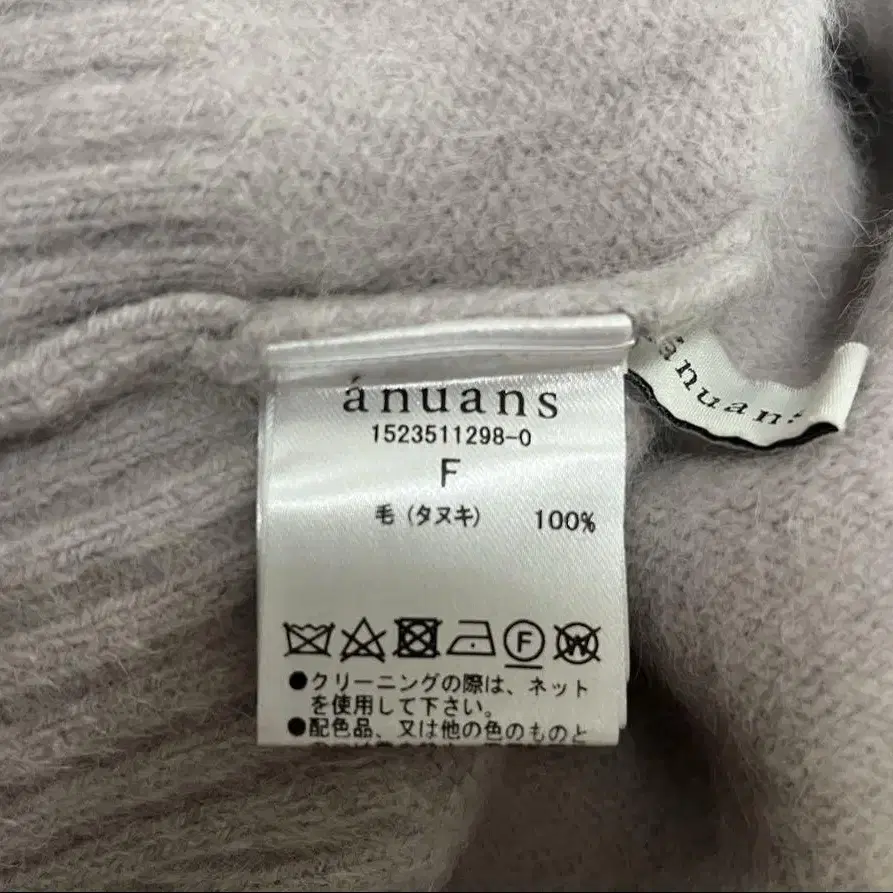 ánuans
1523511298-0
F
毛（タヌキ） 100%
F
W
●クリーニングの際は、ネット
を使用して下さい。
●配色品、又は他の色のものと
ánuans